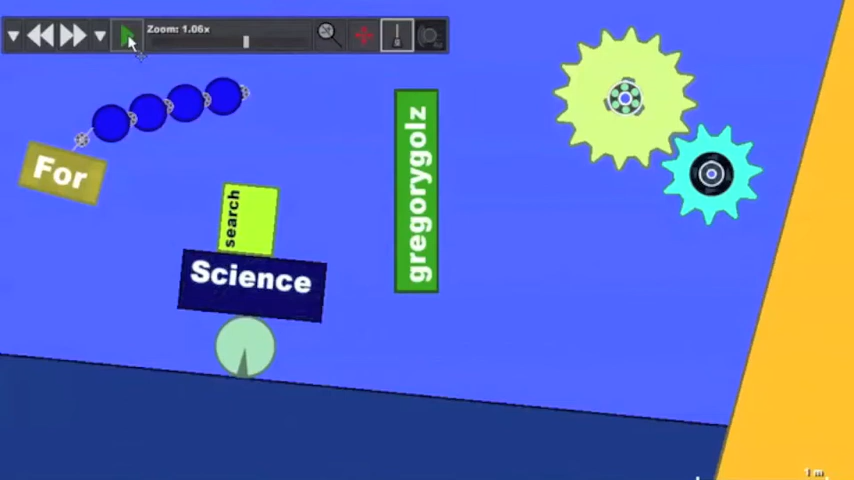 Zoom: 1.06x
For
search
Science
gregorygolz
1 m